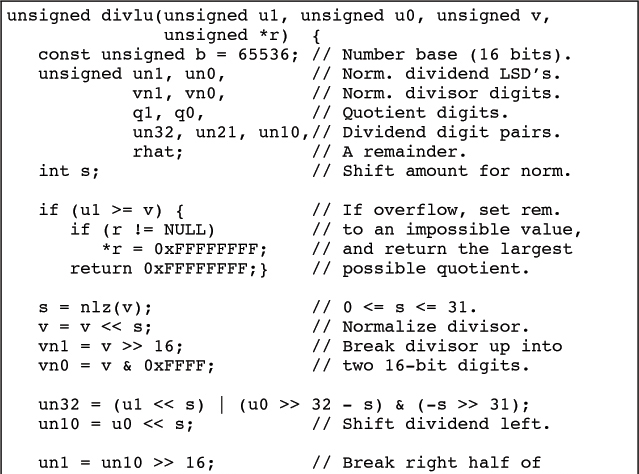 unsigned divlu(unsigned u1, unsigned u0, unsigned v,
               unsigned *r)  {
   const unsigned b = 65536; // Number base (16 bits).
   unsigned un1, un0,        // Norm. dividend LSD's.
            vn1, vn0,        // Norm. divisor digits.
            q1, q0,          // Quotient digits.
            un32, un21, un10,// Dividend digit pairs.
            rhat;            // A remainder.
   int s;                    // Shift amount for norm.

   if (u1 >= v) {            // If overflow, set rem.
      if (r != NULL)         // to an impossible value,
         *r = 0xFFFFFFFF;    // and return the largest
      return 0xFFFFFFFF;}    // possible quotient.

   s = nlz(v);               // 0 <= s <= 31.
   v = v << s;               // Normalize divisor.
   vn1 = v >> 16;            // Break divisor up into
   vn0 = v & 0xFFFF;         // two 16-bit digits.

   un32 = (u1 << s) | (u0 >> 32 - s) & (-s >> 31);
   un10 = u0 << s;           // Shift dividend left.

   un1 = un10 >> 16;         // Break right half of